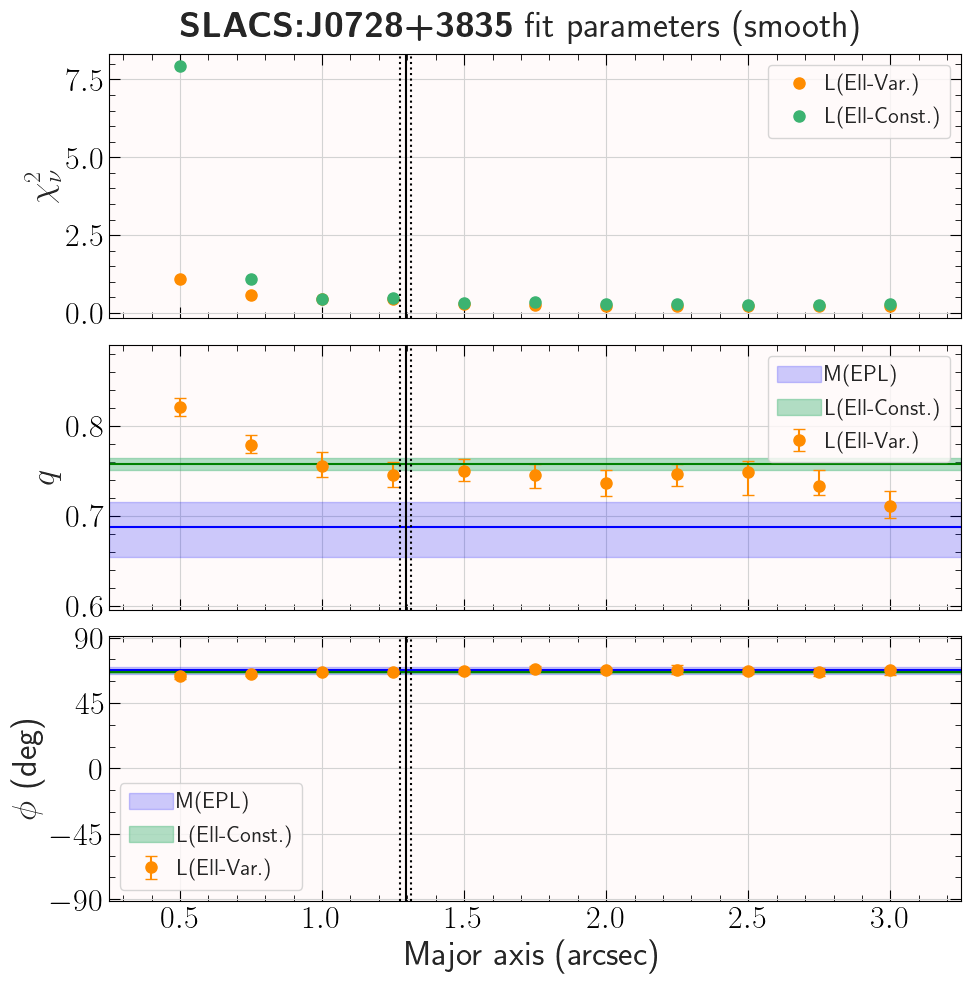 SLACS:J0728+3835 fit parameters (smooth)
7.5
5.0
2.5
0.0
χ²ᵥ
L(Ell-Var.)
L(Ell-Const.)
0.8
0.7
0.6
q
M(EPL)
L(Ell-Const.)
L(Ell-Var.)
90
45
0
−45
−90
ϕ (deg)
M(EPL)
L(Ell-Const.)
L(Ell-Var.)
0.5 1.0 1.5 2.0 2.5 3.0
Major axis (arcsec)